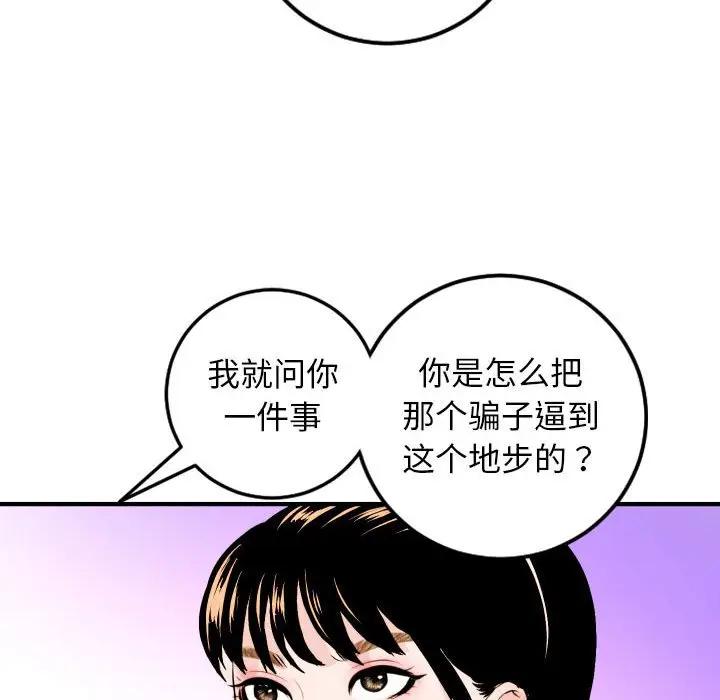 我就问你
一件事
你是怎么把
那个骗子逼到
这个地步的？